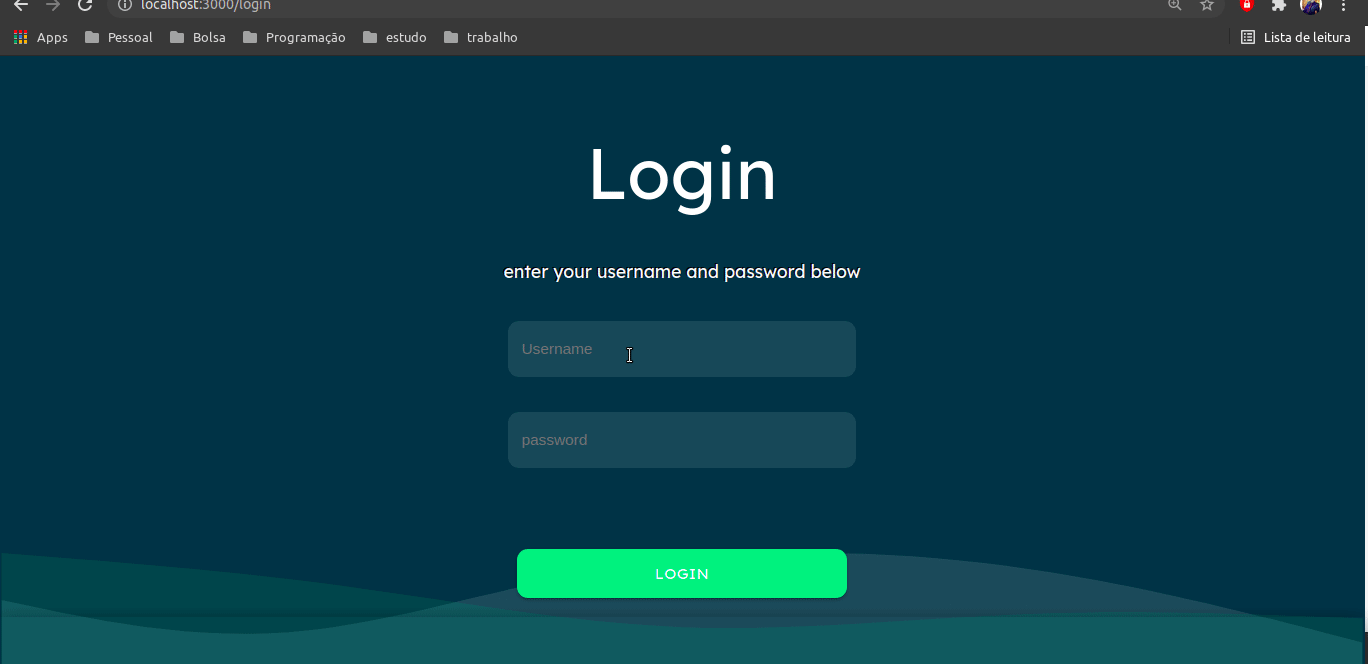 localhost:3000/login
Apps Pessoal Bolsa Programação estudo trabalho Lista de leitura
Login
enter your username and password below
Username
password
LOGIN